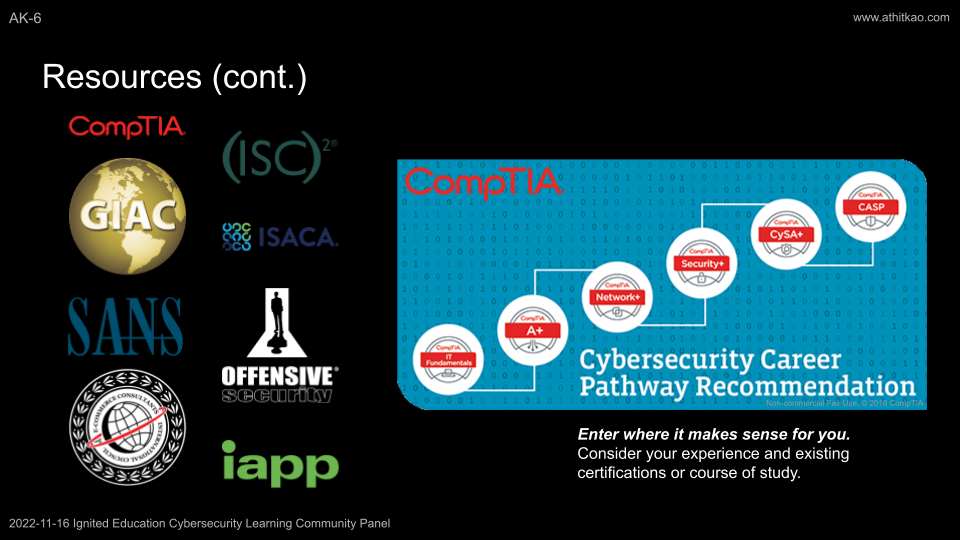 AK-6
www.athitkao.com
Resources (cont.)
CompTIA.
(ISC)²®
GIAC
ISACA.
SANS
OFFENSIVE®
security
E-COMMERCE CONSULTANTS
INTERNATIONAL COUNCIL
iapp
CompTIA.
CompTIA
IT
Fundamentals
CompTIA
A+
CompTIA
Network+
CompTIA
Security+
CompTIA
CySA+
CompTIA
CASP
Cybersecurity Career
Pathway Recommendation
Non-commercial Fair Use, © 2018 CompTIA
Enter where it makes sense for you.
Consider your experience and existing
certifications or course of study.
2022-11-16 Ignited Education Cybersecurity Learning Community Panel